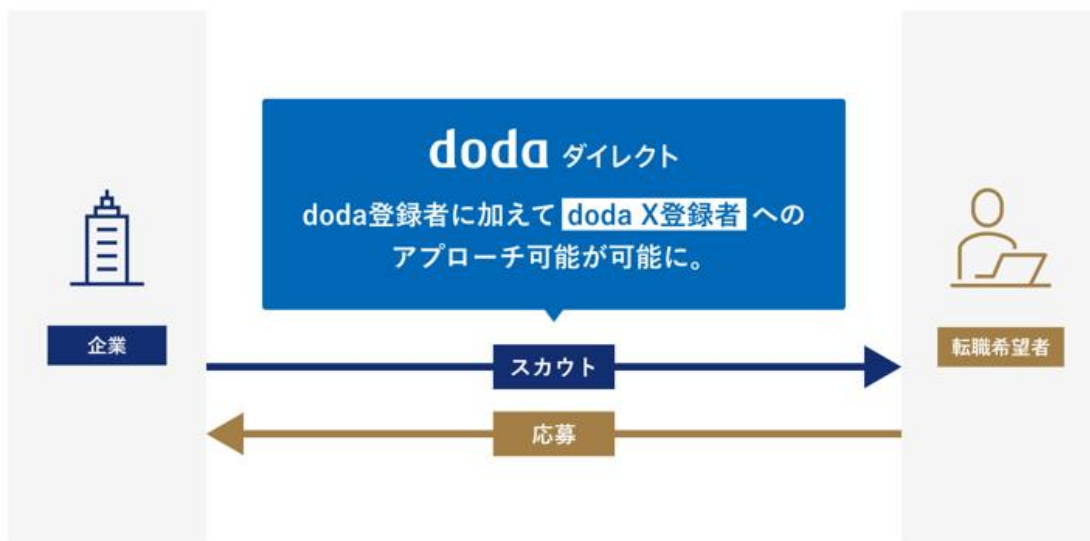 doda ダイレクト
doda登録者に加えて doda X登録者 への
アプローチ可能が可能に。
企業
転職希望者
スカウト
応募